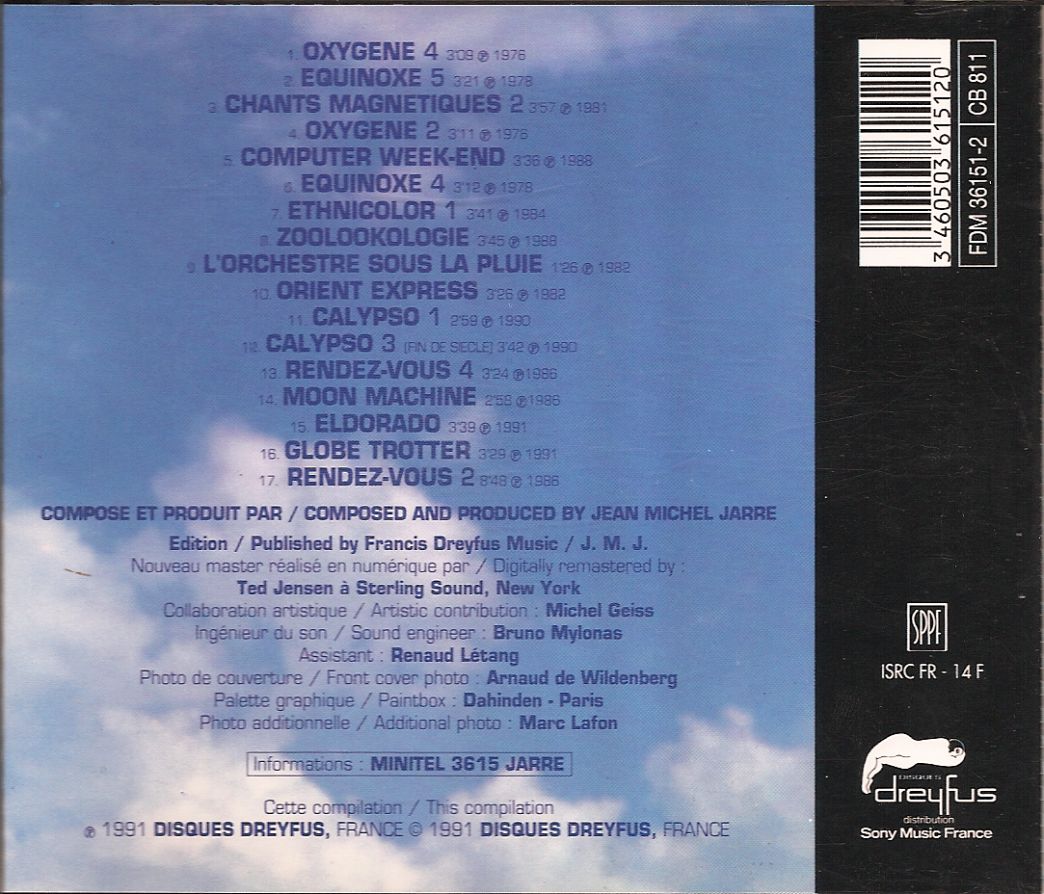 1. OXYGENE 4 3'09 ℗ 1976
2. EQUINOXE 5 3'21 ℗ 1978
3. CHANTS MAGNETIQUES 2 3'57 ℗ 1981
4. OXYGENE 2 3'11 ℗ 1976
5. COMPUTER WEEK-END 3'36 ℗ 1988
6. EQUINOXE 4 3'12 ℗ 1978
7. ETHNICOLOR 1 3'41 ℗ 1984
8. ZOOLOOKOLOGIE 3'45 ℗ 1988
9. L'ORCHESTRE SOUS LA PLUIE 1'26 ℗ 1982
10. ORIENT EXPRESS 3'26 ℗ 1982
11. CALYPSO 1 2'59 ℗ 1990
12. CALYPSO 3 (FIN DE SIECLE) 3'42 ℗ 1990
13. RENDEZ-VOUS 4 3'24 ℗ 1986
14. MOON MACHINE 2'58 ℗ 1986
15. ELDORADO 3'39 ℗ 1991
16. GLOBE TROTTER 3'29 ℗ 1991
17. RENDEZ-VOUS 2 8'48 ℗ 1986
COMPOSE ET PRODUIT PAR / COMPOSED AND PRODUCED BY JEAN MICHEL JARRE
Edition / Published by Francis Dreyfus Music / J. M. J.
Nouveau master réalisé en numérique par / Digitally remastered by :
Ted Jensen à Sterling Sound, New York
Collaboration artistique / Artistic contribution : Michel Geiss
Ingénieur du son / Sound engineer : Bruno Mylonas
Assistant : Renaud Létang
Photo de couverture / Front cover photo : Arnaud de Wildenberg
Palette graphique / Paintbox : Dahinden - Paris
Photo additionnelle / Additional photo : Marc Lafon
Informations : MINITEL 3615 JARRE
Cette compilation / This compilation
℗ 1991 DISQUES DREYFUS, FRANCE © 1991 DISQUES DREYFUS, FRANCE
3 460503 615120
FDM 36151-2
CB 811
SPPF
ISRC FR - 14 F
DISQUES
dreyfus
distribution
Sony Music France